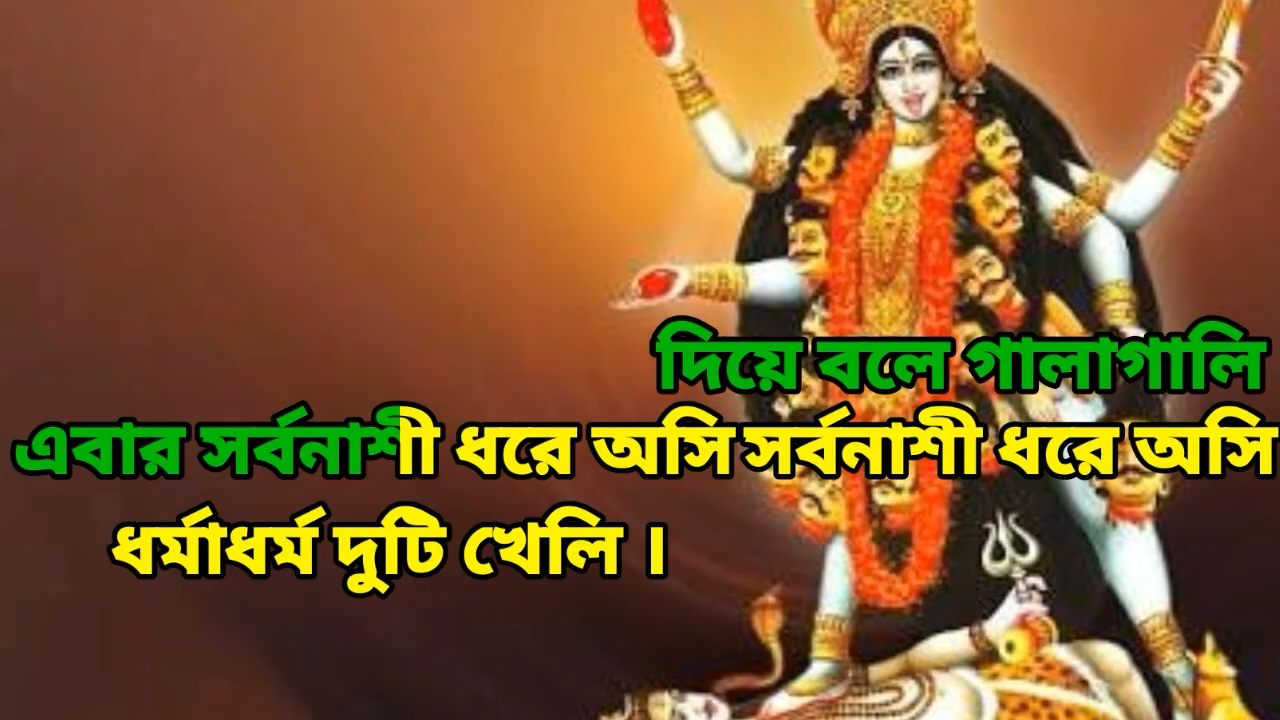 দিয়ে বলে গালাগালি
এবার সর্বনাশী ধরে অসি সর্বনাশী ধরে অসি
ধর্মাধর্ম দুটি খেলি ।